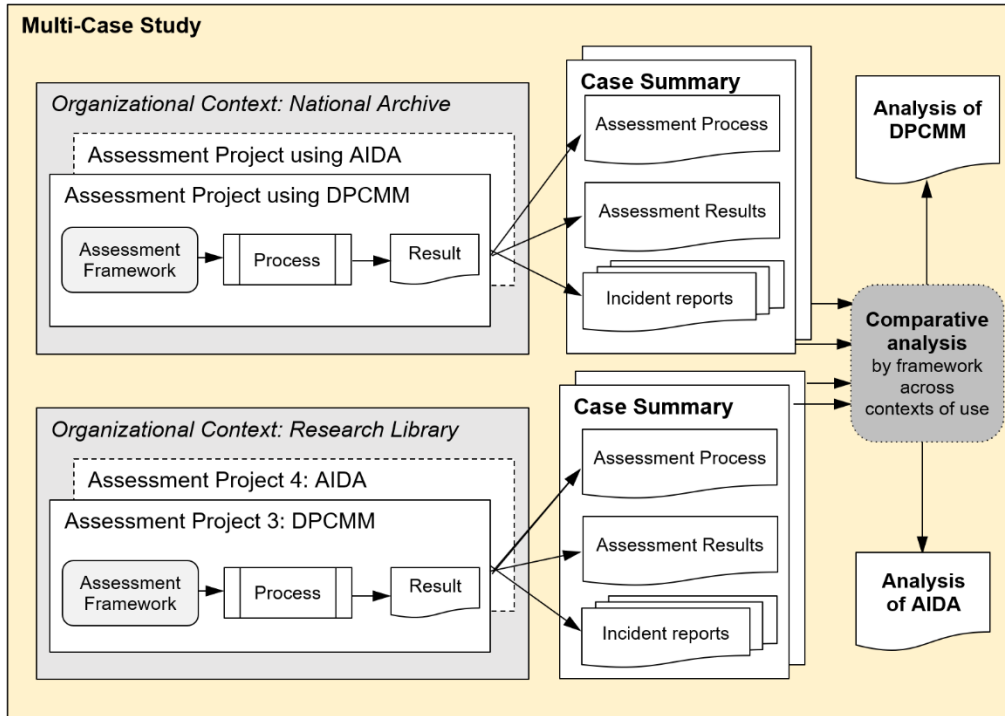 Multi-Case Study
Organizational Context: National Archive
Assessment Project using AIDA
Assessment Project using DPCMM
Assessment
Framework
Process
Result
Case Summary
Assessment Process
Assessment Results
Incident reports
Organizational Context: Research Library
Assessment Project 4: AIDA
Assessment Project 3: DPCMM
Assessment
Framework
Process
Result
Case Summary
Assessment Process
Assessment Results
Incident reports
Analysis of
DPCMM
Comparative
analysis
by framework
across
contexts of use
Analysis
of AIDA